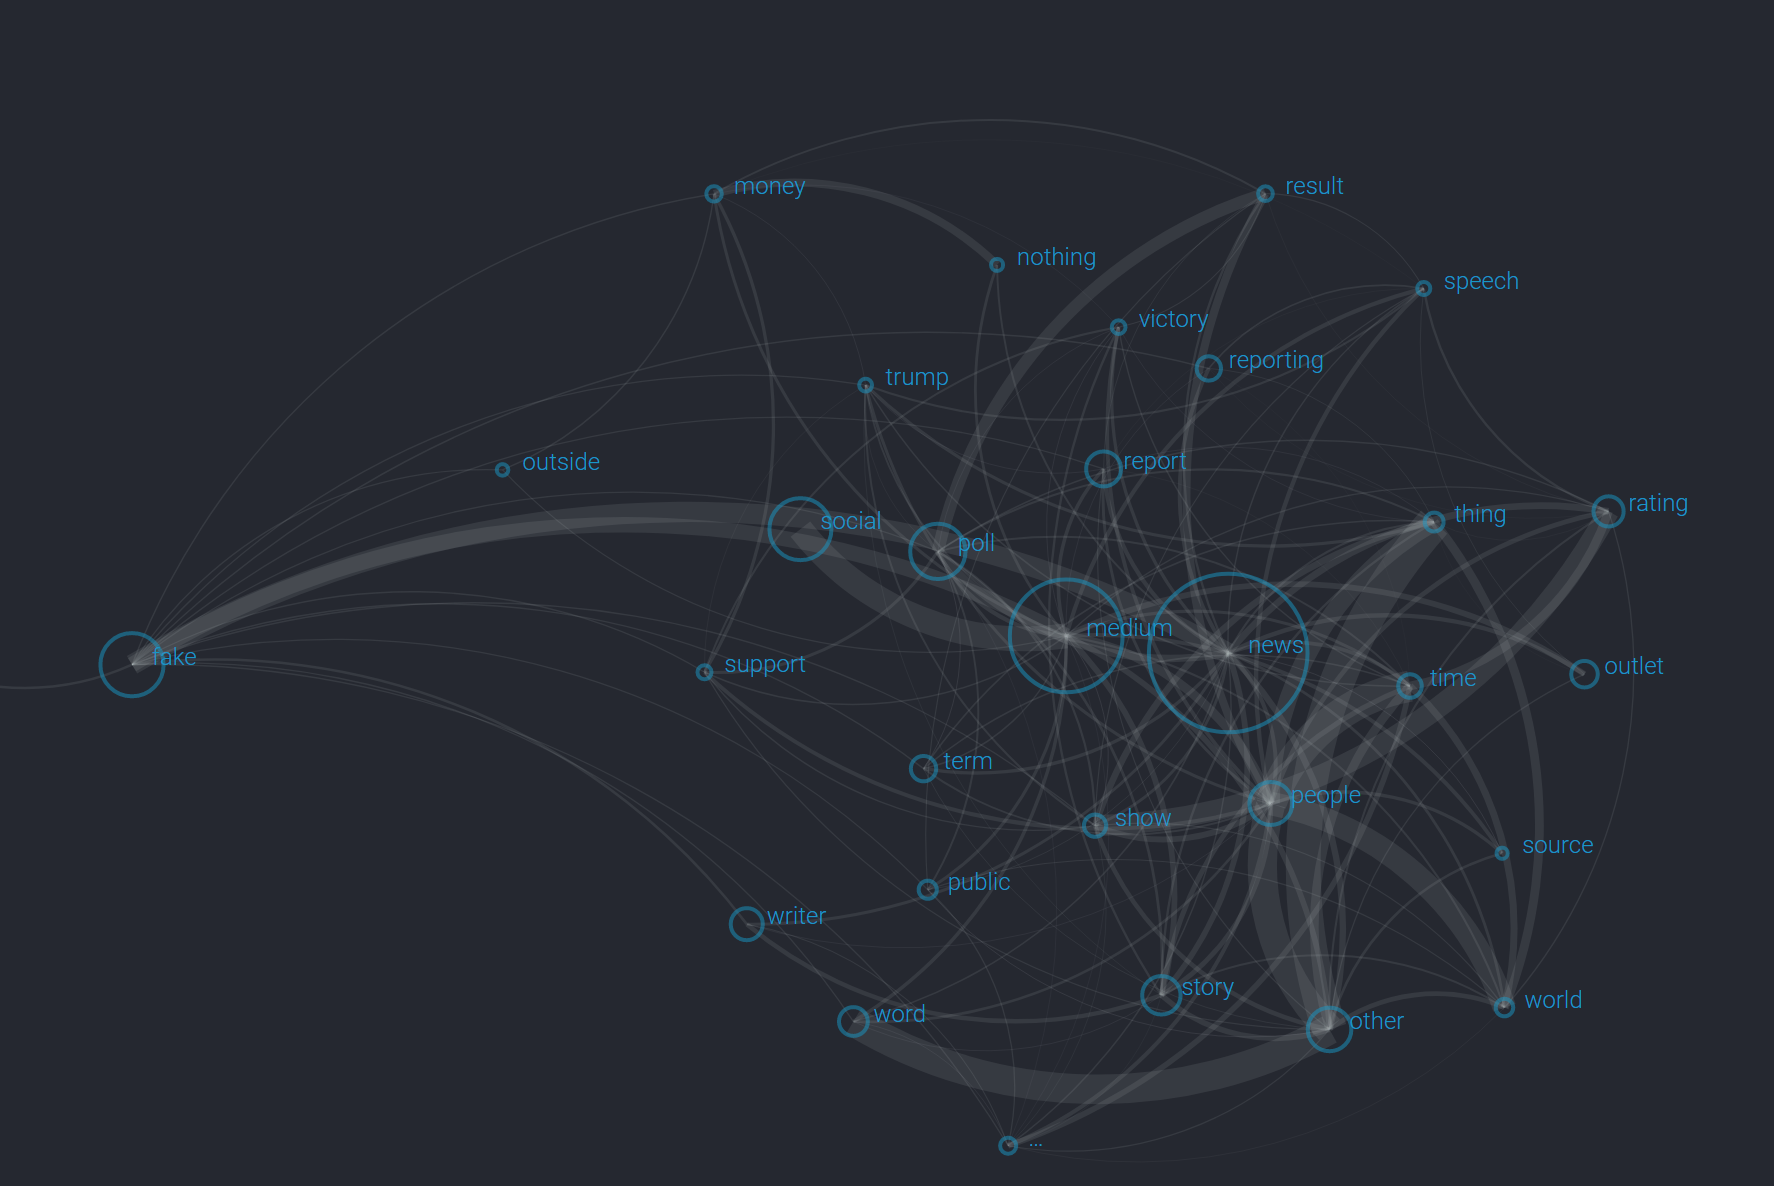 money
result
nothing
speech
victory
reporting
trump
outside
report
rating
social
thing
poll
medium
news
fake
support
outlet
time
term
people
show
source
public
writer
story
world
word
other
...